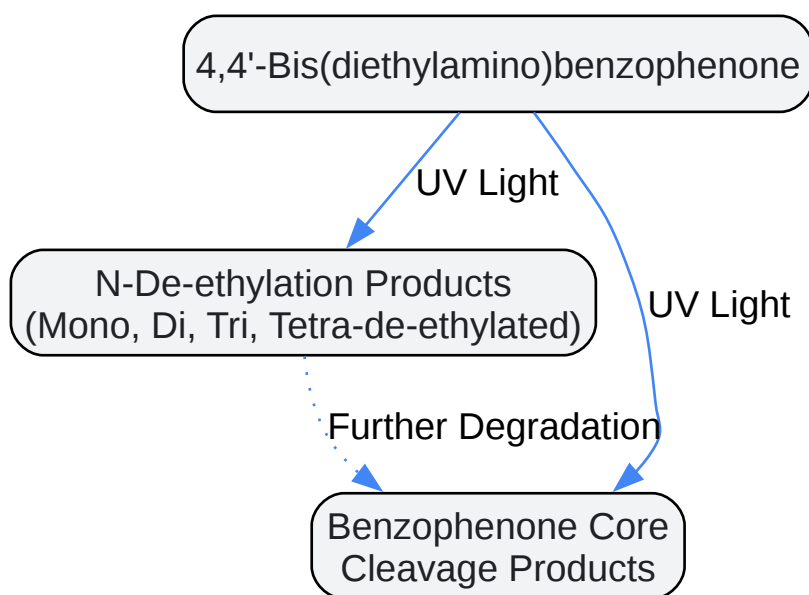 4,4'-Bis(diethylamino)benzophenone
UV Light
N-De-ethylation Products
(Mono, Di, Tri, Tetra-de-ethylated)
UV Light
Further Degradation
Benzophenone Core
Cleavage Products